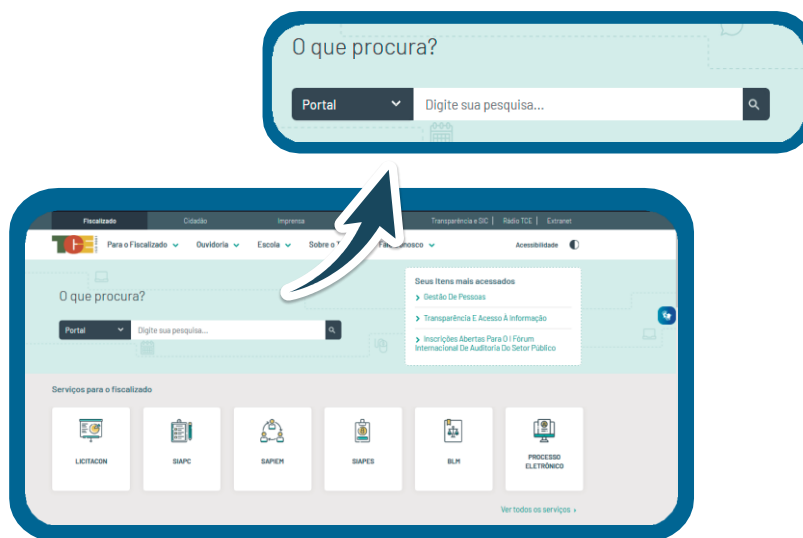 O que procura?
Portal
Digite sua pesquisa...
Fiscalizado
Cidadão
Imprensa
Transparência e SIC
Rádio TCE
Extranet
TCE
Para o Fiscalizado
Ouvidoria
Escola
Sobre o
Acessibilidade
O que procura?
Portal
Digite sua pesquisa...
Seus Itens mais acessados
Gestão De Pessoas
Transparência E Acesso À Informação
Inscrições Abertas Para O I Fórum
Internacional De Auditoria Do Setor Público
Serviços para o fiscalizado
LICITACON
SIAPC
SAPIEM
SIAPES
BLM
PROCESSO
ELETRÔNICO
Ver todos os serviços